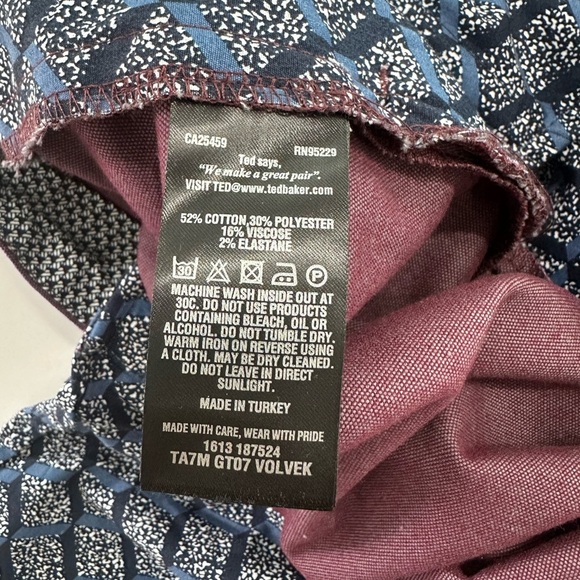 CA25459 RN95229
Ted says,
"We make a great pair".
VISIT TED@www.tedbaker.com
52% COTTON,30% POLYESTER
16% VISCOSE
2% ELASTANE
30 P
MACHINE WASH INSIDE OUT AT
30C. DO NOT USE PRODUCTS
CONTAINING BLEACH, OIL OR
ALCOHOL. DO NOT TUMBLE DRY.
WARM IRON ON REVERSE USING
A CLOTH. MAY BE DRY CLEANED.
DO NOT LEAVE IN DIRECT
SUNLIGHT.
MADE IN TURKEY
MADE WITH CARE, WEAR WITH PRIDE
1613 187524
TA7M GT07 VOLVEK